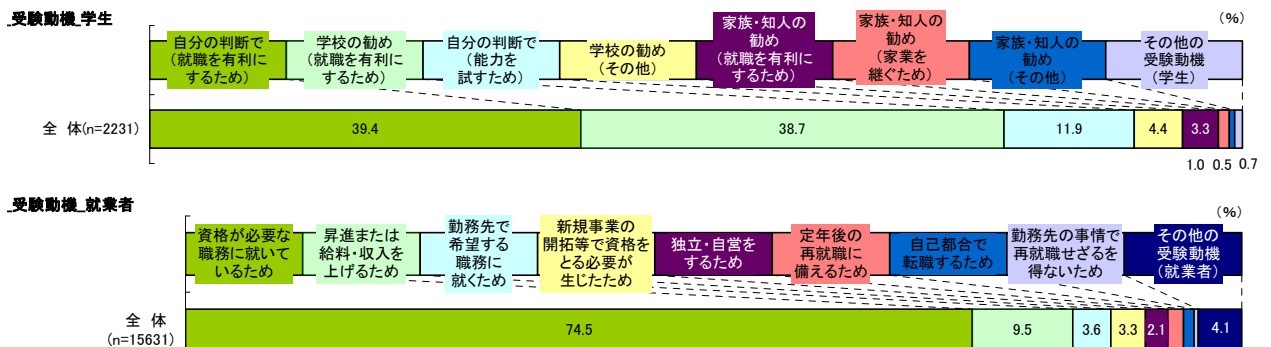 _受験動機_学生
(%)
自分の判断で
(就職を有利に
するため)
学校の勧め
(就職を有利に
するため)
自分の判断で
(能力を
試すため)
学校の勧め
(その他)
家族・知人の
勧め
(就職を有利に
するため)
家族・知人の
勧め
(家業を
継ぐため)
家族・知人の
勧め
(その他)
その他の
受験動機
(学生)
全 体(n=2231)
39.4
38.7
11.9
4.4
3.3
1.0
0.5
0.7
_受験動機_就業者
(%)
資格が必要な
職務に就いて
いるため
昇進または
給料・収入を
上げるため
勤務先で
希望する
職務に
就くため
新規事業の
開拓等で資格を
とる必要が
生じたため
独立・自営を
するため
定年後の
再就職に
備えるため
自己都合で
転職するため
勤務先の事情で
再就職せざるを
得ないため
その他の
受験動機
(就業者)
全 体
(n=15631)
74.5
9.5
3.6
3.3
2.1
4.1